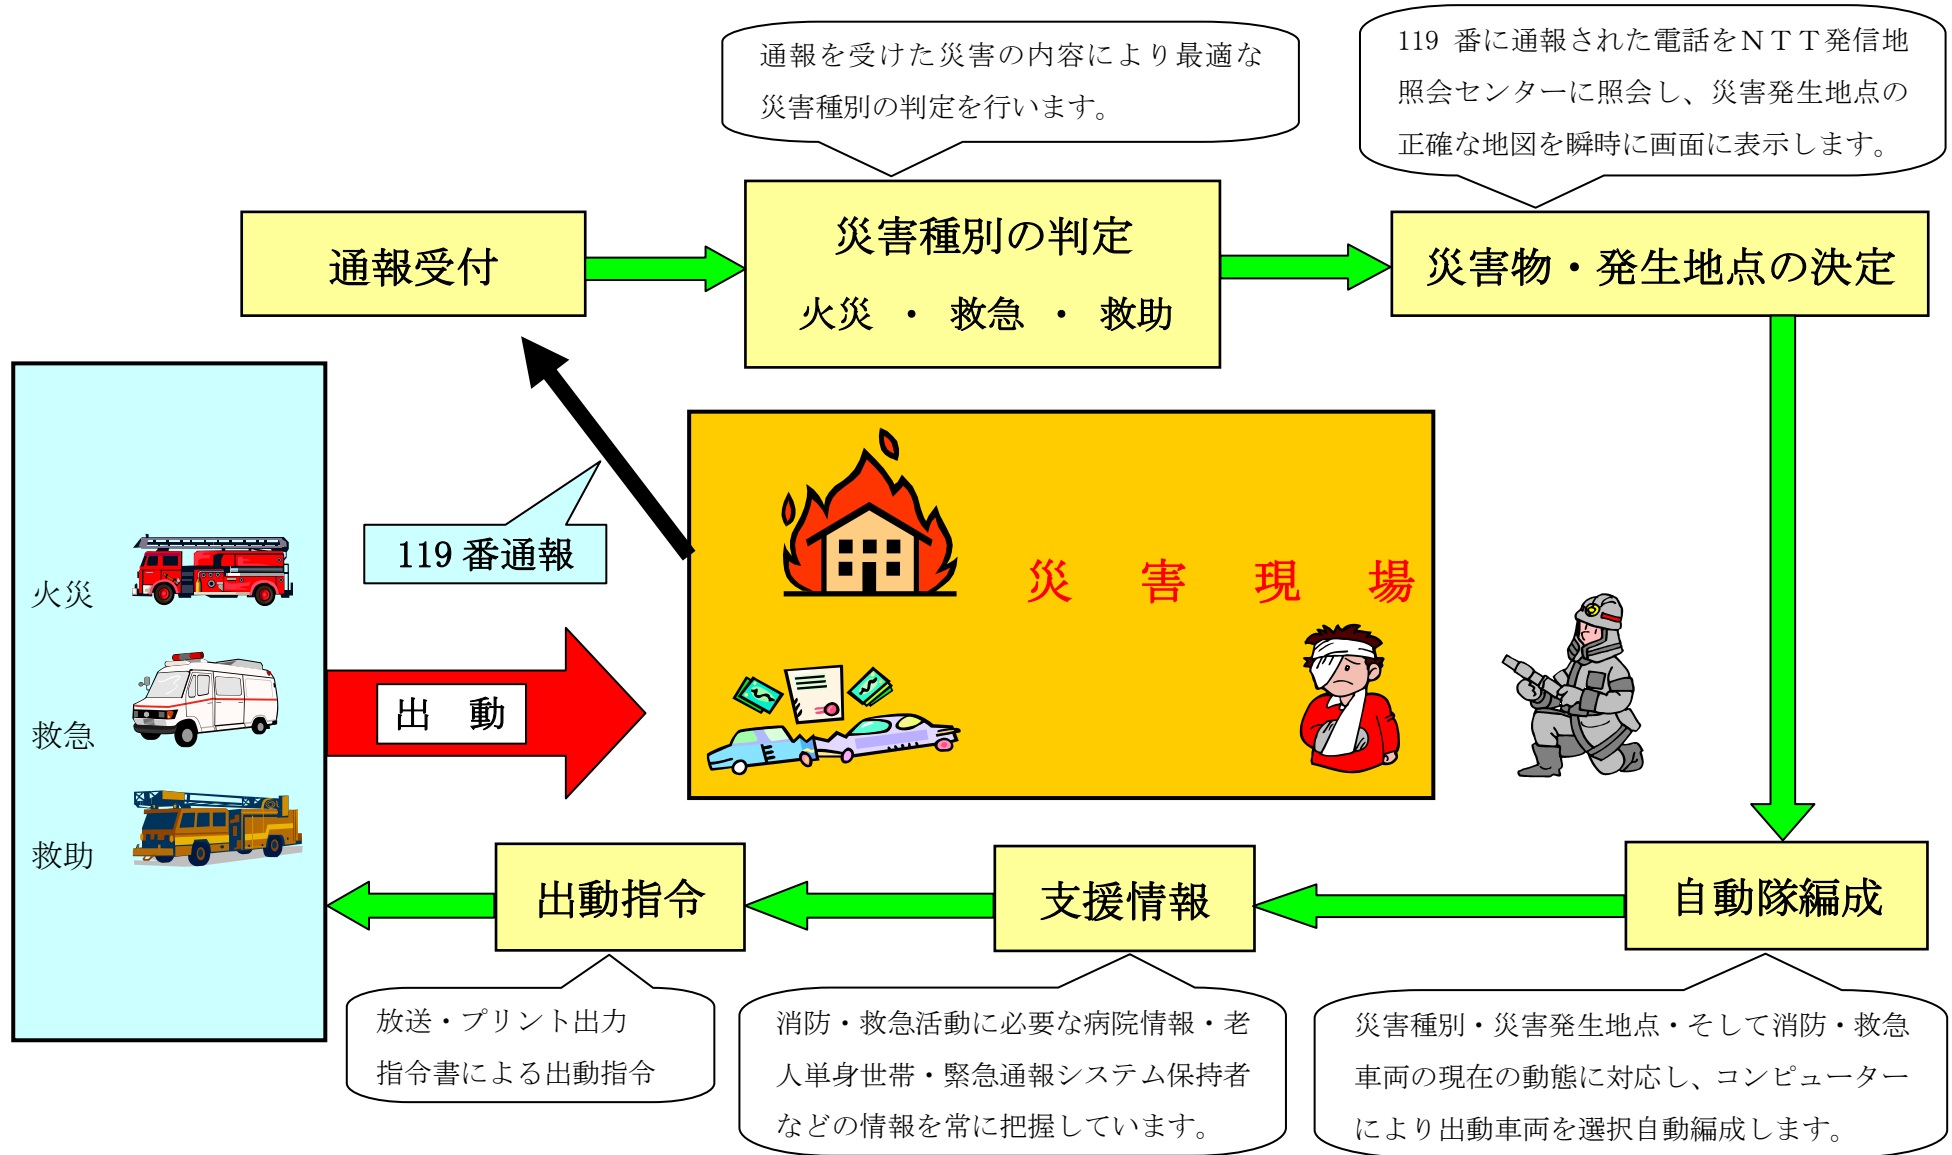 通報を受けた災害の内容により最適な
災害種別の判定を行います。
119 番に通報された電話をＮＴＴ発信地
照会センターに照会し、災害発生地点の
正確な地図を瞬時に画面に表示します。
通報受付
災害種別の判定
火災 ・ 救急 ・ 救助
災害物・発生地点の決定
119 番通報
災 害 現 場
火災
救急
救助
出 動
出動指令
支援情報
自動隊編成
放送・プリント出力
指令書による出動指令
消防・救急活動に必要な病院情報・老
人単身世帯・緊急通報システム保持者
などの情報を常に把握しています。
災害種別・災害発生地点・そして消防・救急
車両の現在の動態に対応し、コンピューター
により出動車両を選択自動編成します。